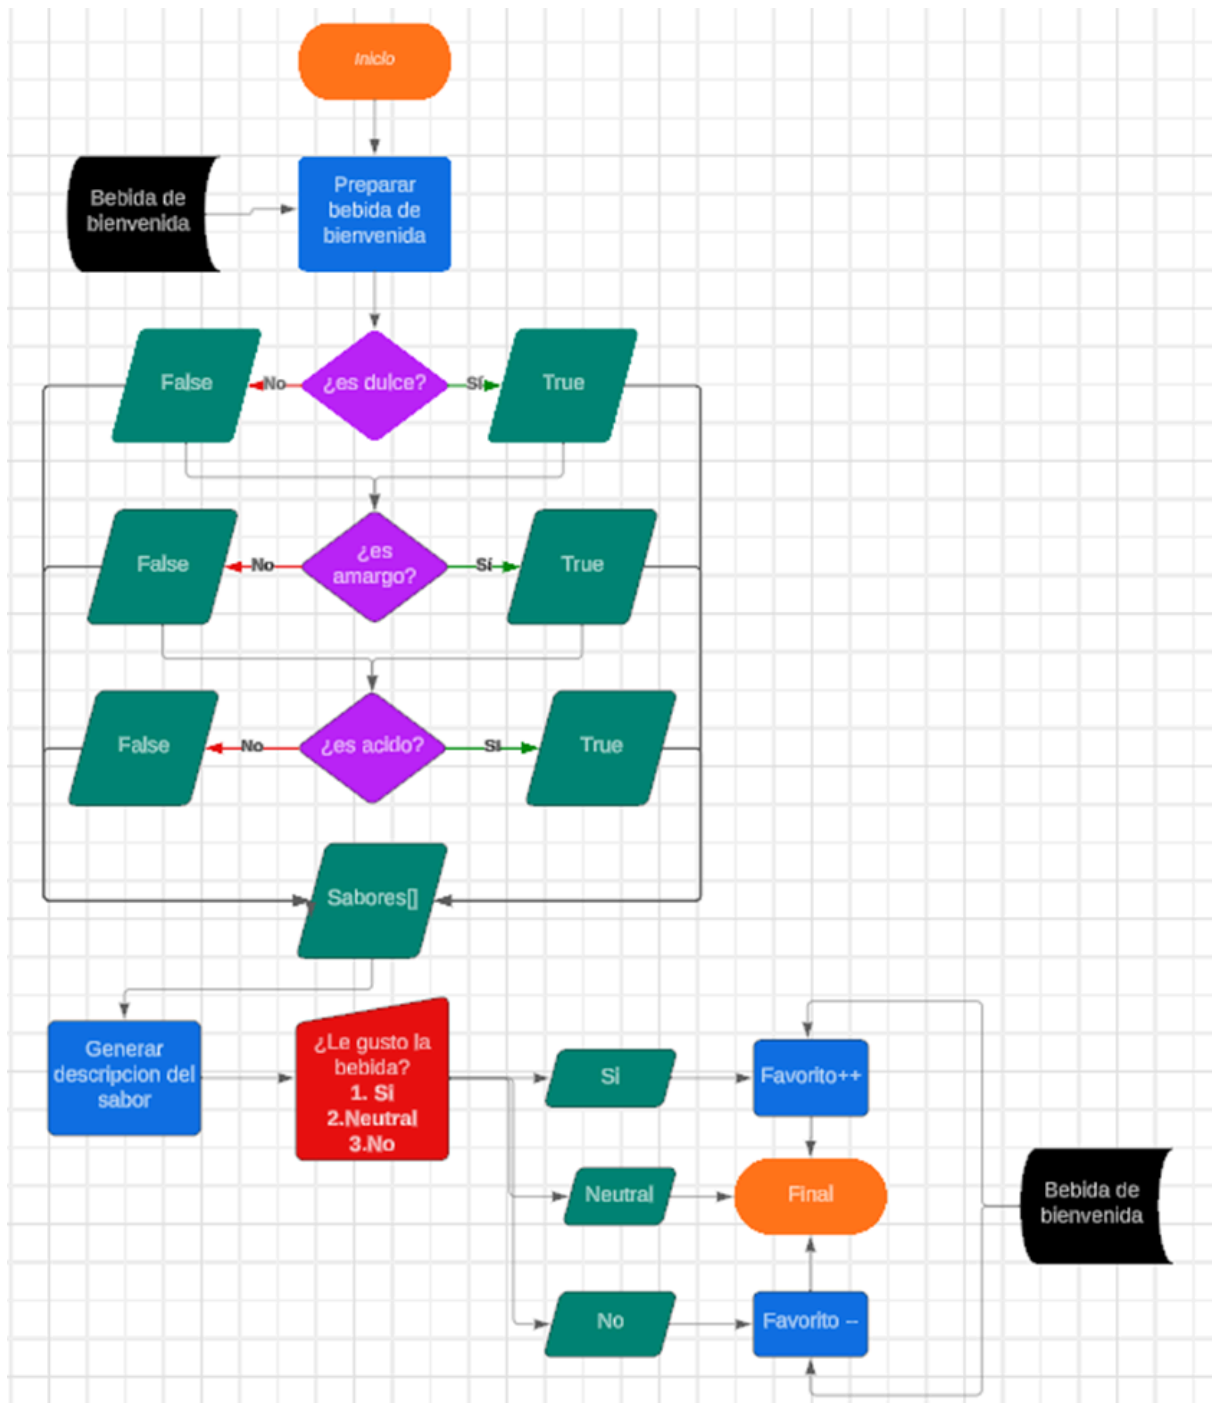 Inicio
Bebida de
bienvenida
Preparar
bebida de
bienvenida
False
No
¿es dulce?
Sí
True
False
No
¿es
amargo?
Sí
True
False
No
¿es acido?
Si
True
Sabores[]
Generar
descripcion del
sabor
¿Le gusto la
bebida?
1. Si
2.Neutral
3.No
Si
Favorito++
Neutral
Final
Bebida de
bienvenida
No
Favorito --